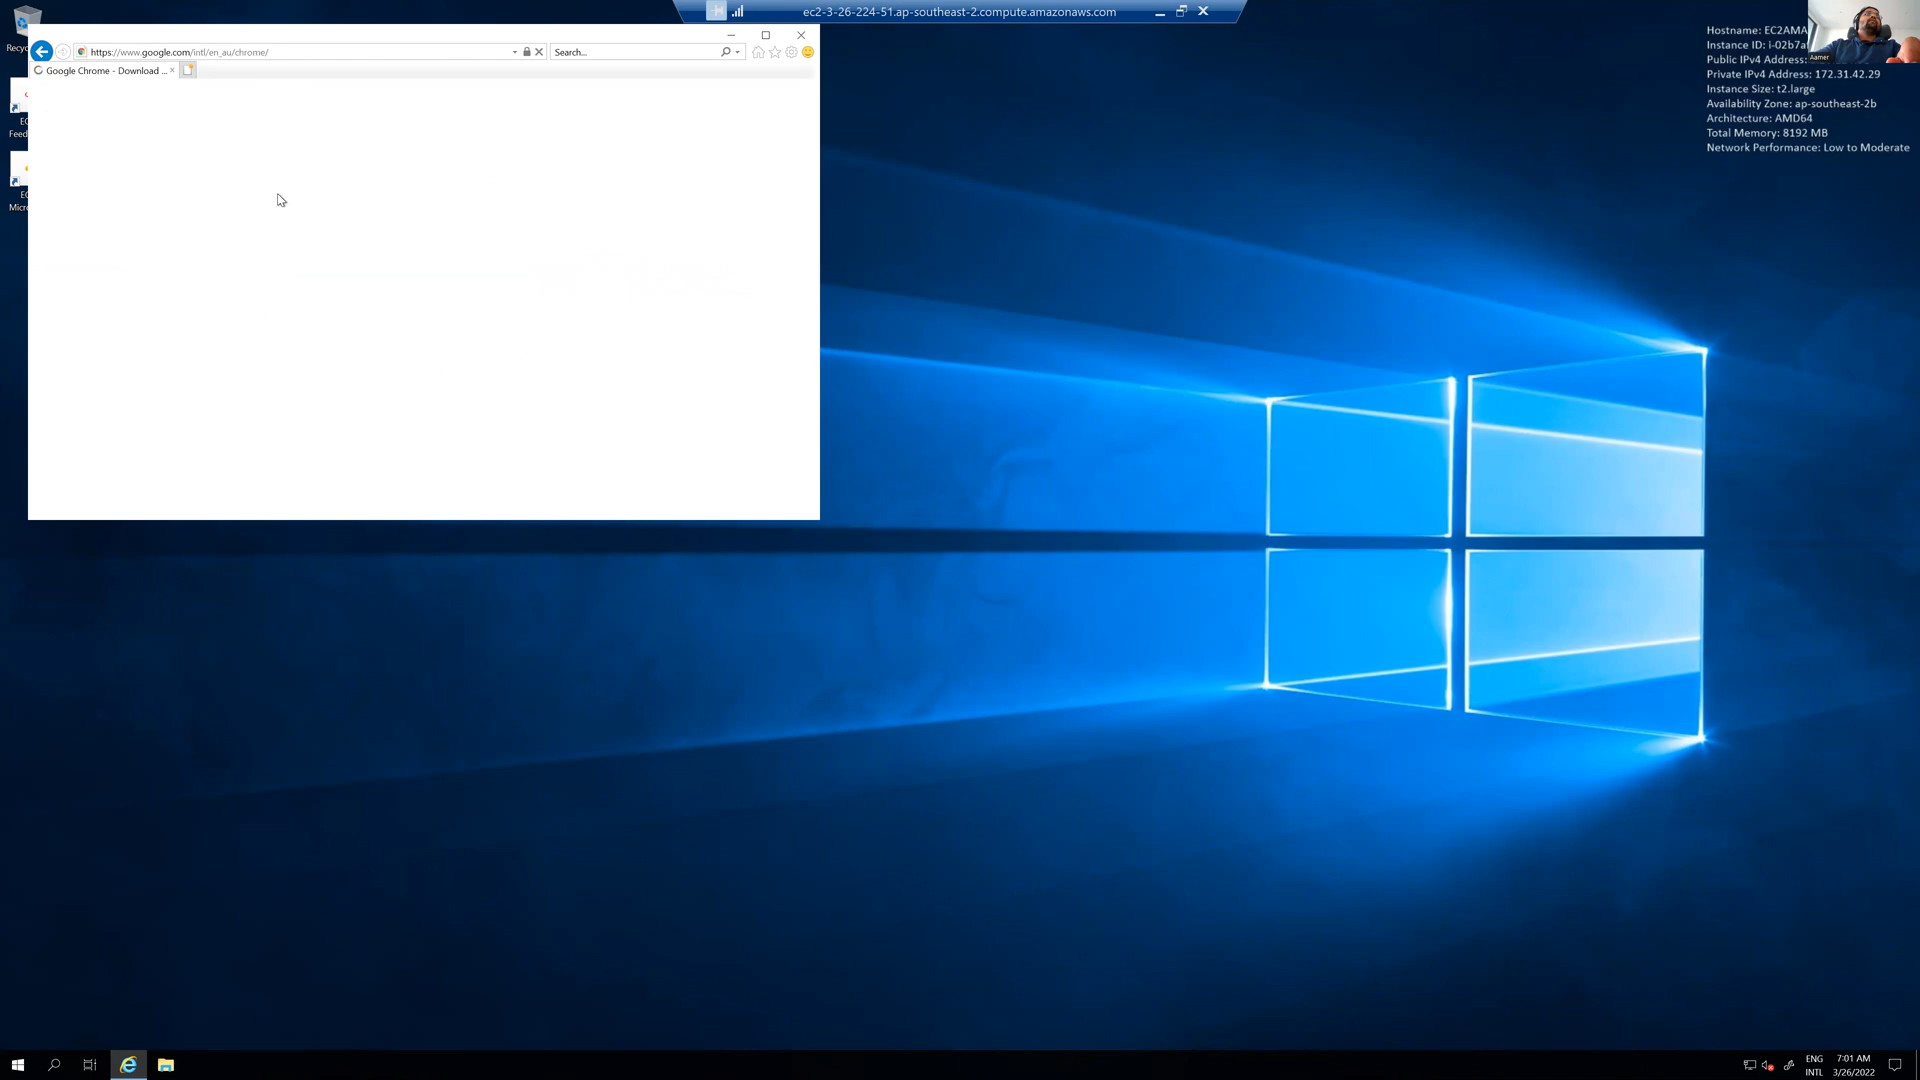 ec2-3-26-224-51.ap-southeast-2.compute.amazonaws.com
Hostname: EC2AMA
Instance ID: i-02b7a
Public IPv4 Address:
Private IPv4 Address: 172.31.42.29
Instance Size: t2.large
Availability Zone: ap-southeast-2b
Architecture: AMD64
Total Memory: 8192 MB
Network Performance: Low to Moderate
Aamer
https://www.google.com/intl/en_au/chrome/
Search...
Google Chrome - Download ...
Recyc
EC
Feed
EC
Micr
ENG
INTL
7:01 AM
3/26/2022